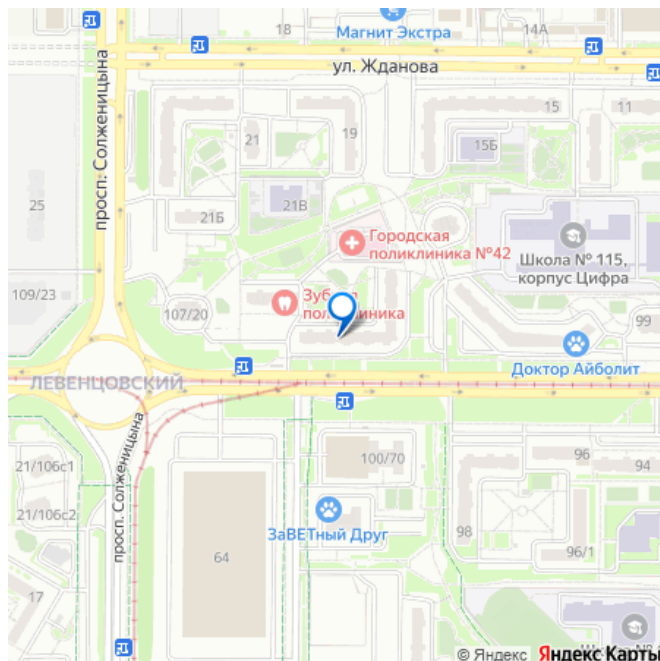 18
Магнит Экстра
14А
ул. Жданова
просп. Солженицына
15
11
19
21
15Б
25
21В
21Б
Городская
поликлиника №42
Школа № 115,
корпус Цифра
109/23
107/20
поликлиника
99
Доктор Айболит
ЛЕВЕНЦОВСКИЙ
просп. Солженицына
21/106с1
21/106с2
100/70
96
94
98
96/1
ЗаВЕТный Друг
64
17
© Яндекс Яндекс Карты